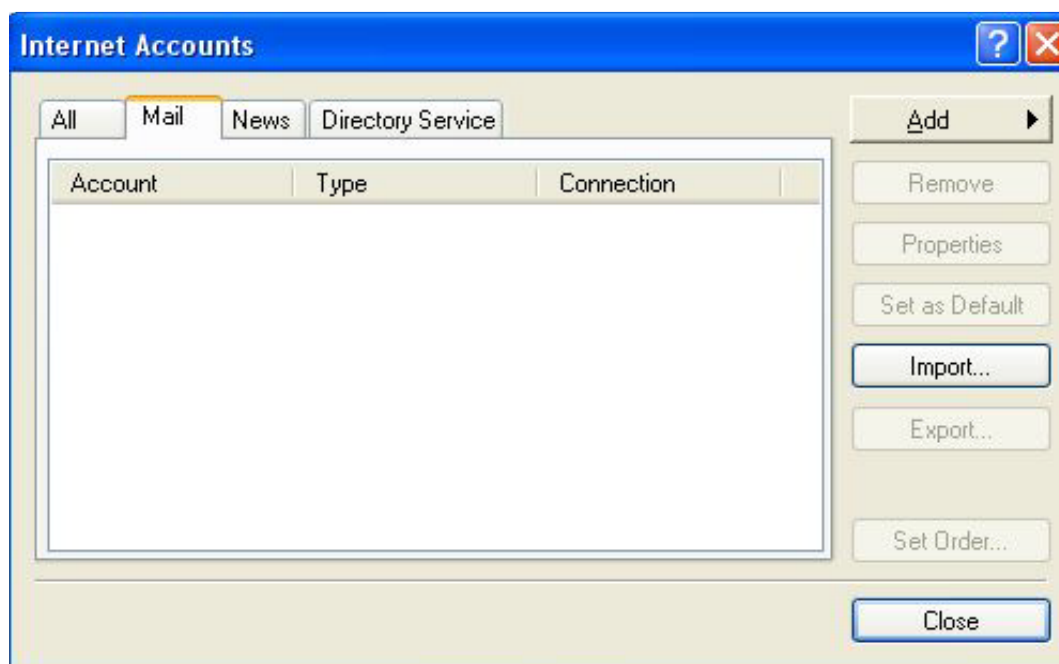 Internet Accounts
All Mail News Directory Service
Account Type Connection
Add
Remove
Properties
Set as Default
Import...
Export...
Set Order...
Close